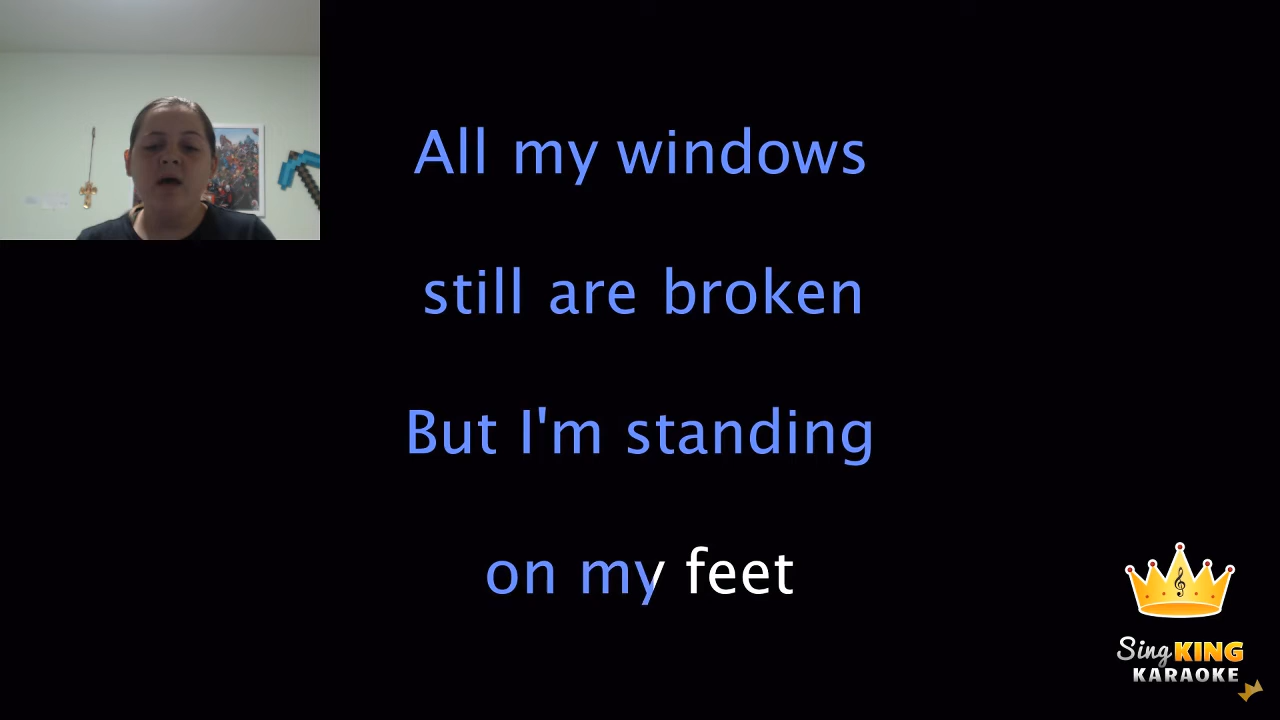 All my windows
still are broken
But I'm standing
on my feet
Sing KING
KARAOKE